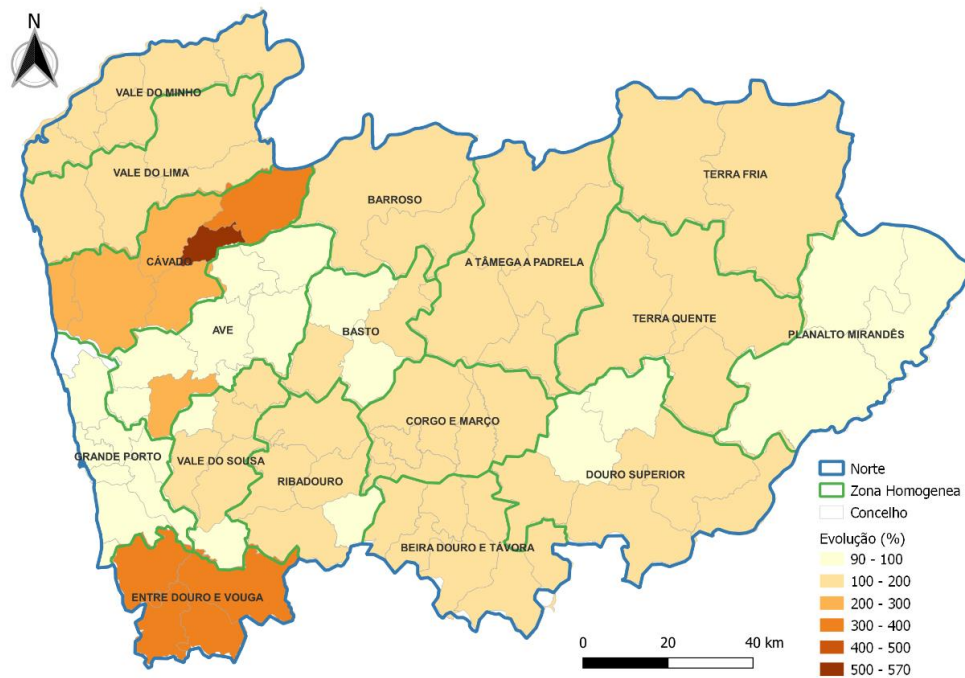 N
VALE DO MINHO
VALE DO LIMA
BARROSO
TERRA FRIA
CÁVADO
A TÂMEGA A PADRELA
AVE
BASTO
TERRA QUENTE
PLANALTO MIRANDÊS
CORGO E MARÇO
GRANDE PORTO
VALE DO SOUSA
RIBADOURO
DOURO SUPERIOR
BEIRA DOURO E TÁVORA
ENTRE DOURO E VOUGA
Norte
Zona Homogenea
Concelho
Evolução (%)
90 - 100
100 - 200
200 - 300
300 - 400
400 - 500
500 - 570
0 20 40 km